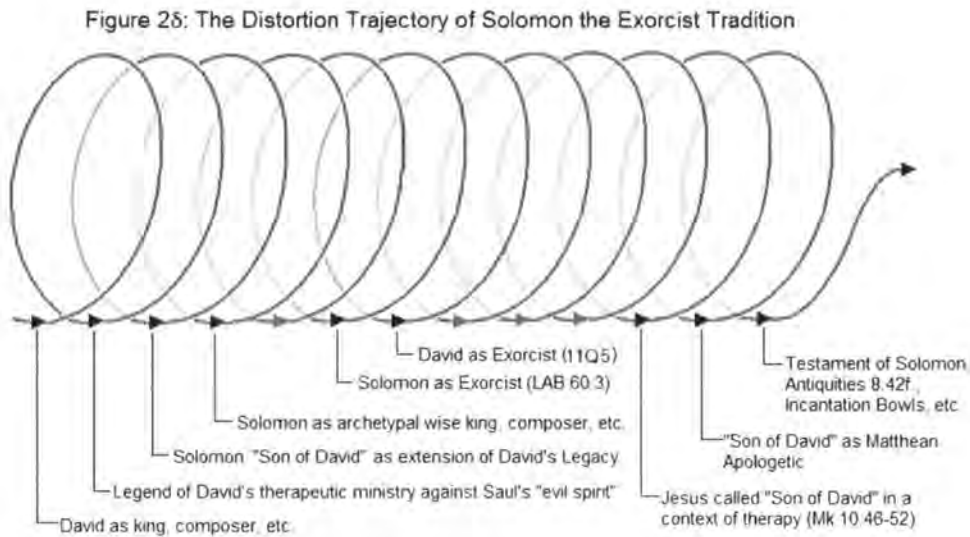 Figure 2δ: The Distortion Trajectory of Solomon the Exorcist Tradition
David as Exorcist (11Q5)
Solomon as Exorcist (LAB 60.3)
Solomon as archetypal wise king, composer, etc.
Solomon "Son of David" as extension of David's Legacy
Legend of David's therapeutic ministry against Saul's "evil spirit"
David as king, composer, etc.
Testament of Solomon,
Antiquities 8.42f.,
Incantation Bowls, etc.
"Son of David" as Matthean
Apologetic
Jesus called "Son of David" in a
context of therapy (Mk 10:46-52)